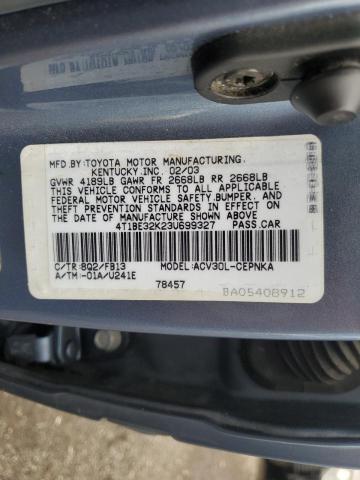 MFD.BY:TOYOTA MOTOR MANUFACTURING,
KENTUCKY,INC. 02/03
GVWR 4189LB GAWR FR 2668LB RR 2668LB
THIS VEHICLE CONFORMS TO ALL APPLICABLE
FEDERAL MOTOR VEHICLE SAFETY,BUMPER,
AND THEFT PREVENTION STANDARDS IN EFFECT
ON THE DATE OF MANUFACTURE SHOWN ABOVE.
4T1BE32K23U699327 PASS.CAR
C/TR:8Q2/FB13 MODEL:ACV30L-CEPNKA
A/TM:-01A/U241E
78457
BA05408912